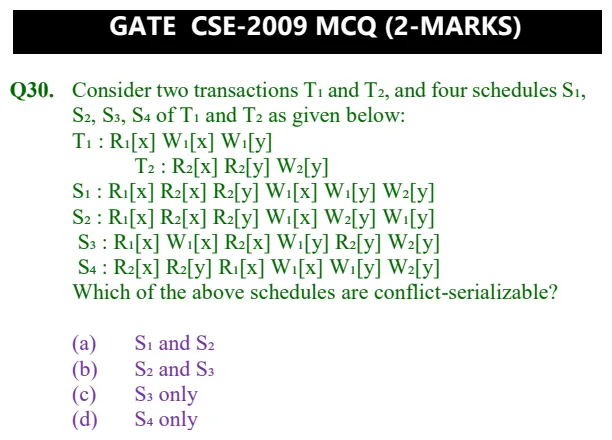 GATE CSE-2009 MCQ (2-MARKS)
Q30. Consider two transactions T₁ and T₂, and four schedules S₁,
S₂, S₃, S₄ of T₁ and T₂ as given below:
T₁ : R₁[x] W₁[x] W₁[y]
T₂ : R₂[x] R₂[y] W₂[y]
S₁ : R₁[x] R₂[x] R₂[y] W₁[x] W₁[y] W₂[y]
S₂ : R₁[x] R₂[x] R₂[y] W₁[x] W₂[y] W₁[y]
S₃ : R₁[x] W₁[x] R₂[x] W₁[y] R₂[y] W₂[y]
S₄ : R₂[x] R₂[y] R₁[x] W₁[x] W₁[y] W₂[y]
Which of the above schedules are conflict-serializable?
(a) S₁ and S₂
(b) S₂ and S₃
(c) S₃ only
(d) S₄ only